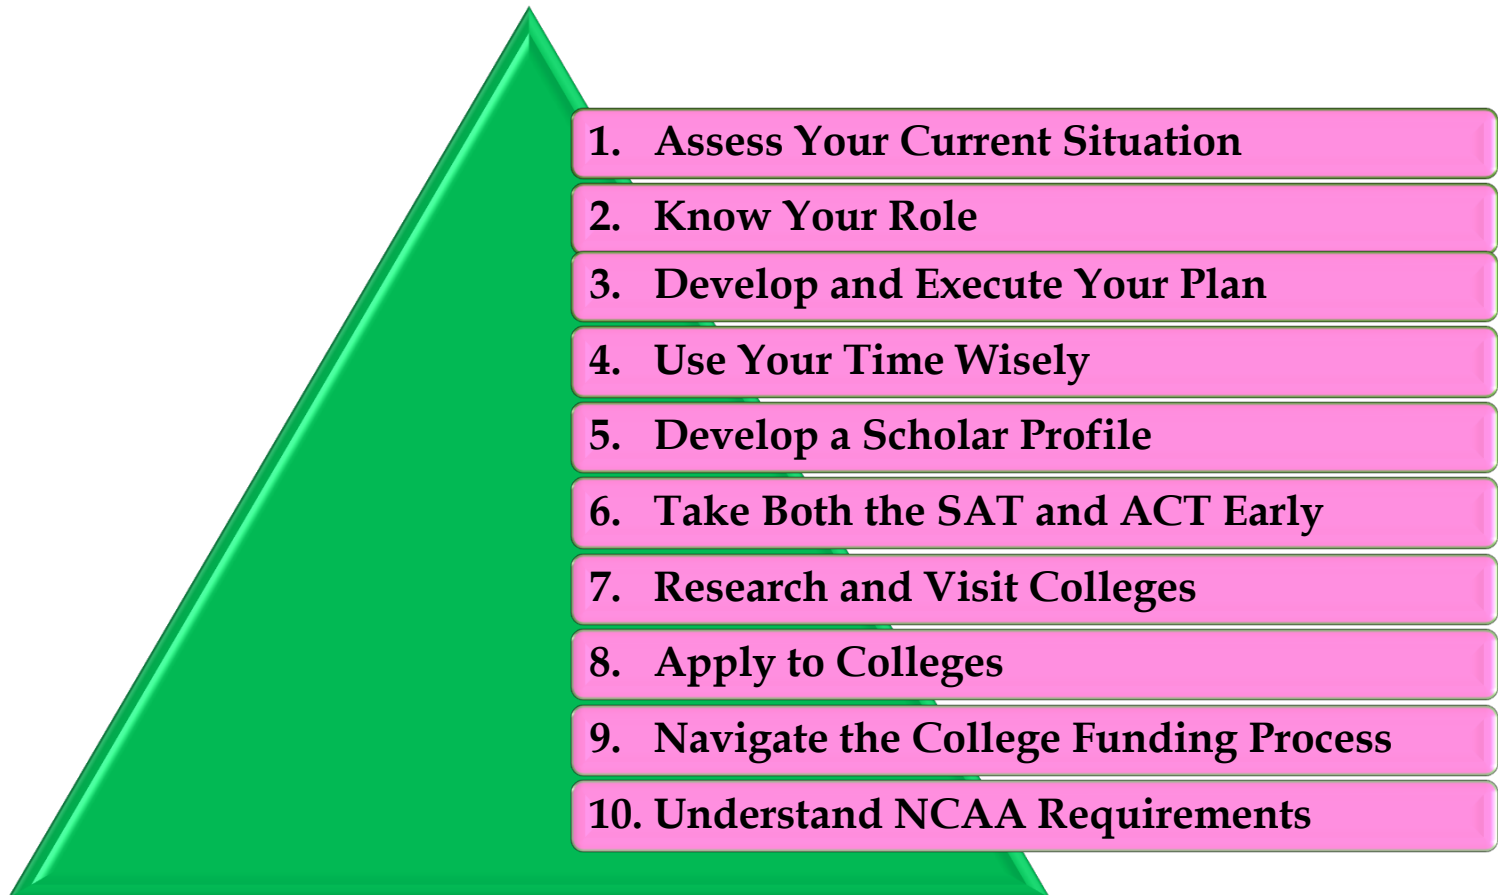 1. Assess Your Current Situation
2. Know Your Role
3. Develop and Execute Your Plan
4. Use Your Time Wisely
5. Develop a Scholar Profile
6. Take Both the SAT and ACT Early
7. Research and Visit Colleges
8. Apply to Colleges
9. Navigate the College Funding Process
10. Understand NCAA Requirements